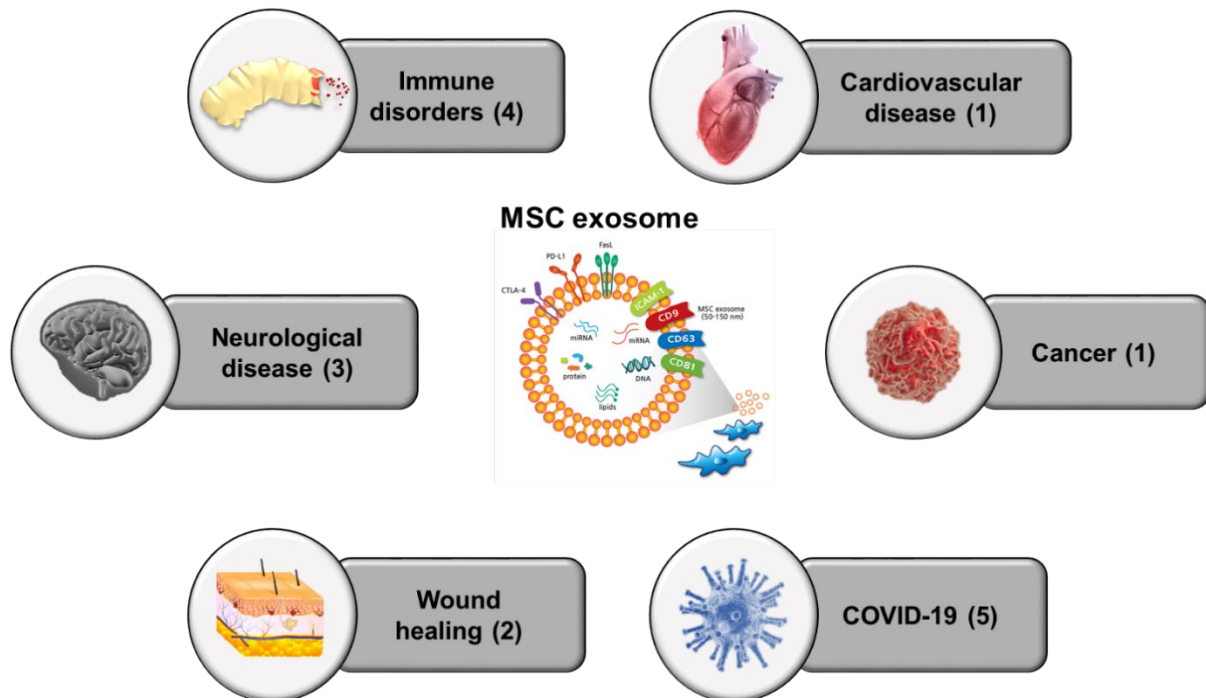 Immune
disorders (4)
Cardiovascular
disease (1)
MSC exosome
FasL
PD-L1
CTLA-4
ICAM-1
CD9
MSC exosome
(50-150 nm)
miRNA
mRNA
CD63
protein
DNA
CD81
lipids
Neurological
disease (3)
Cancer (1)
Wound
healing (2)
COVID-19 (5)